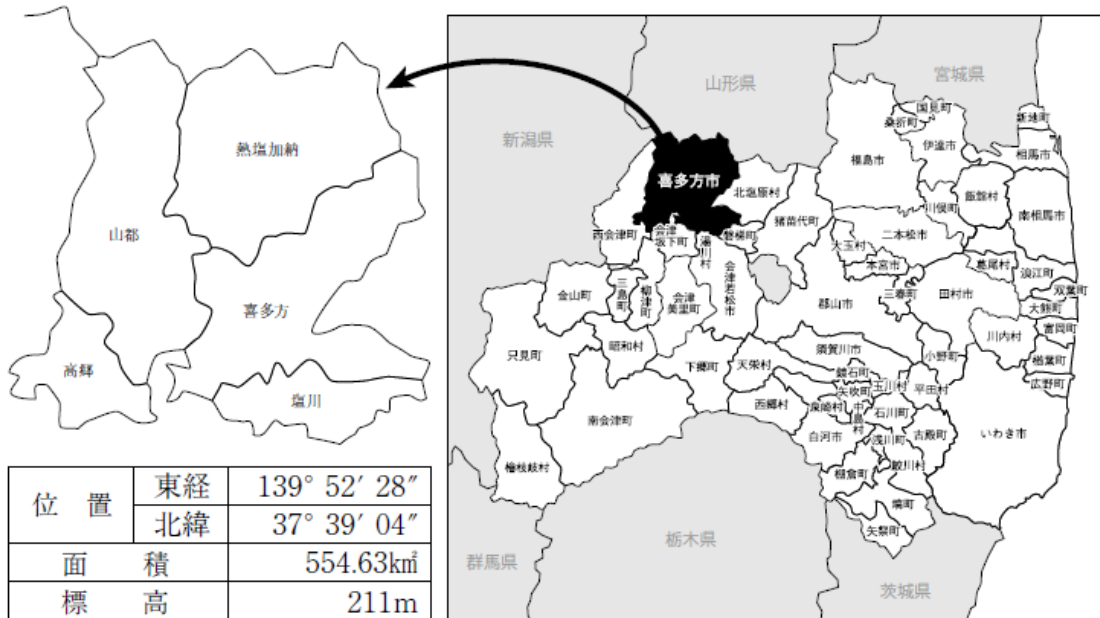 熱塩加納
山都
喜多方
高郷
塩川
位 置
東経
139° 52′ 28″
北緯
37° 39′ 04″
面 積
554.63㎢
標 高
211m
山形県
宮城県
新潟県
国見町
桑折町
新地町
伊達市
相馬市
福島市
喜多方市
北塩原村
飯舘村
川俣町
南相馬市
猪苗代町
西会津町
会津
坂下町
湯川村
磐梯町
二本松市
大玉村
本宮市
葛尾村
浪江町
双葉町
大熊町
金山町
三島町
柳津町
会津
美里町
会津若松市
郡山市
三春町
田村市
富岡町
川内村
楢葉町
広野町
只見町
昭和村
下郷町
天栄村
須賀川市
鏡石町
小野町
矢吹町
玉川村
平田村
西郷村
泉崎村
中島村
石川町
南会津町
白河市
浅川町
古殿町
いわき市
檜枝岐村
棚倉町
鮫川村
塙町
矢祭町
群馬県
栃木県
茨城県